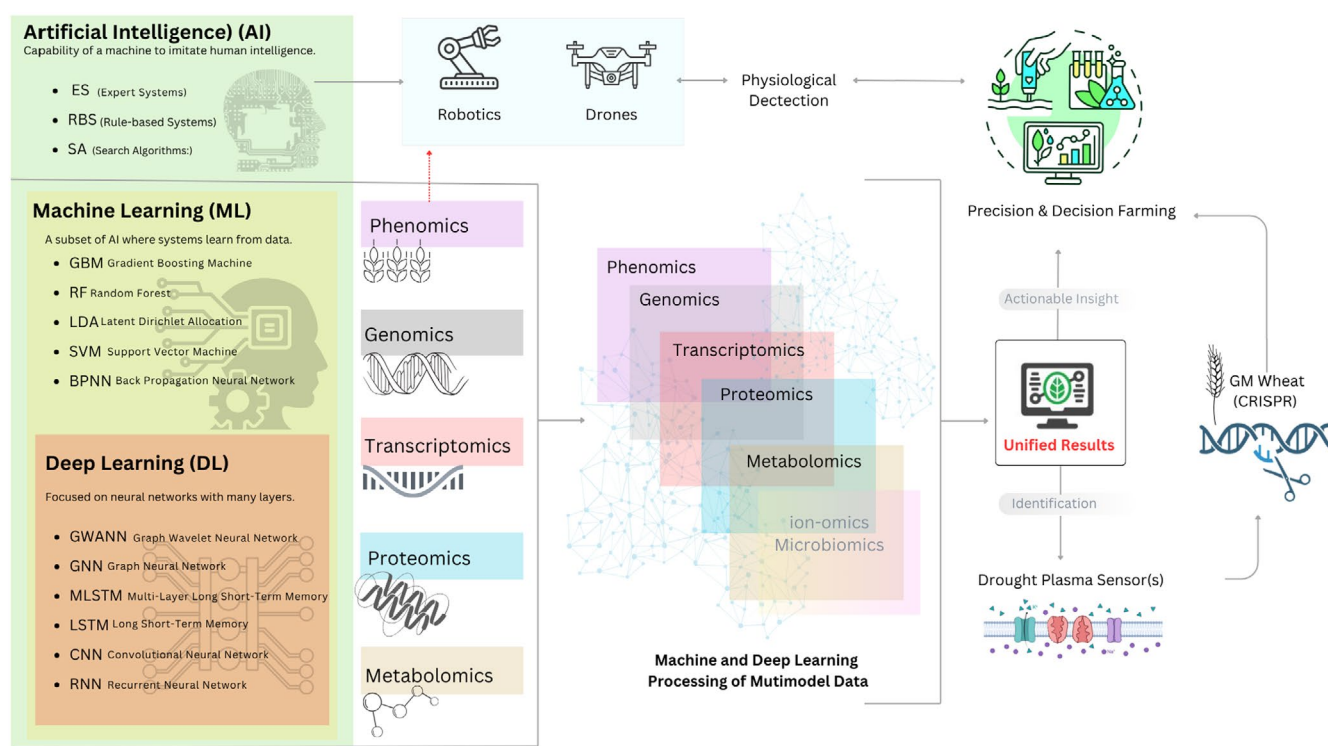 Artificial Intelligence) (AI)
Capability of a machine to imitate human intelligence.
ES (Expert Systems)
RBS (Rule-based Systems)
SA (Search Algorithms:)
Robotics
Drones
Physiological
Dectection
Precision & Decision Farming
Machine Learning (ML)
A subset of AI where systems learn from data.
GBM Gradient Boosting Machine
RF Random Forest
LDA Latent Dirichlet Allocation
SVM Support Vector Machine
BPNN Back Propagation Neural Network
Deep Learning (DL)
Focused on neural networks with many layers.
GWANN Graph Wavelet Neural Network
GNN Graph Neural Network
MLSTM Multi-Layer Long Short-Term Memory
LSTM Long Short-Term Memory
CNN Convolutional Neural Network
RNN Recurrent Neural Network
Phenomics
Genomics
Transcriptomics
Proteomics
Metabolomics
Phenomics
Genomics
Transcriptomics
Proteomics
Metabolomics
ion-omics
Microbiomics
Machine and Deep Learning
Processing of Mutimodel Data
Actionable Insight
Unified Results
Identification
Drought Plasma Sensor(s)
GM Wheat
(CRISPR)